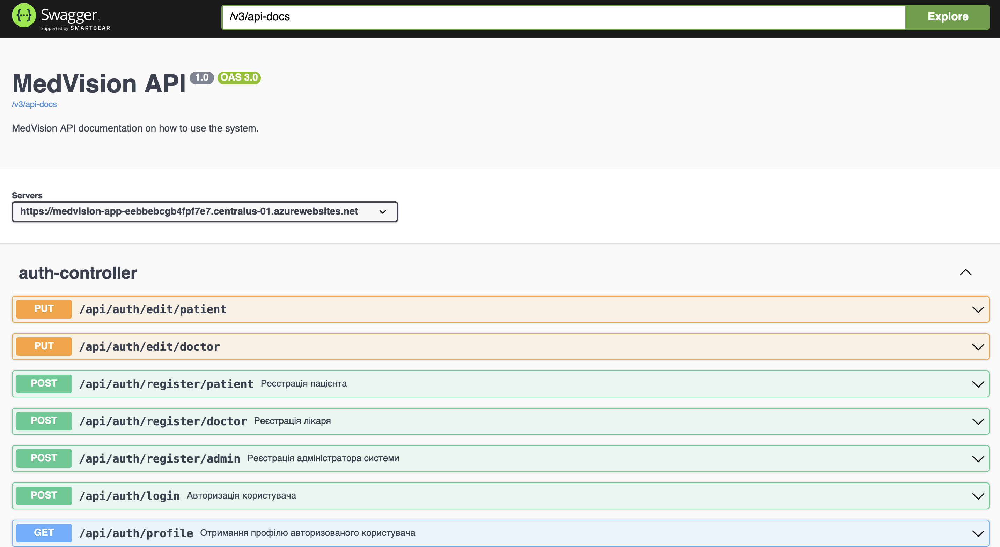 {···} Swagger™
Supported by SMARTBEAR
/v3/api-docs
Explore
MedVision API 1.0 OAS 3.0
/v3/api-docs
MedVision API documentation on how to use the system.
Servers
https://medvision-app-eebbebcgb4fpf7e7.centralus-01.azurewebsites.net
auth-controller
PUT /api/auth/edit/patient
PUT /api/auth/edit/doctor
POST /api/auth/register/patient Реєстрація пацієнта
POST /api/auth/register/doctor Реєстрація лікаря
POST /api/auth/register/admin Реєстрація адміністратора системи
POST /api/auth/login Авторизація користувача
GET /api/auth/profile Отримання профілю авторизованого користувача